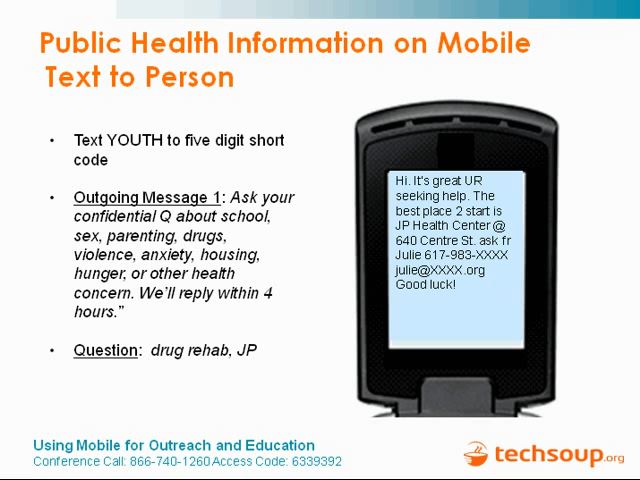 Public Health Information on Mobile
Text to Person
• Text YOUTH to five digit short
code
• Outgoing Message 1: Ask your
confidential Q about school,
sex, parenting, drugs,
violence, anxiety, housing,
hunger, or other health
concern. We'll reply within 4
hours."
• Question: drug rehab, JP
Hi. It's great UR
seeking help. The
best place 2 start is
JP Health Center @
640 Centre St. ask fr
Julie 617-983-XXXX
julie@XXXX.org
Good luck!
Using Mobile for Outreach and Education
Conference Call: 866-740-1260 Access Code: 6339392
techsoup.org